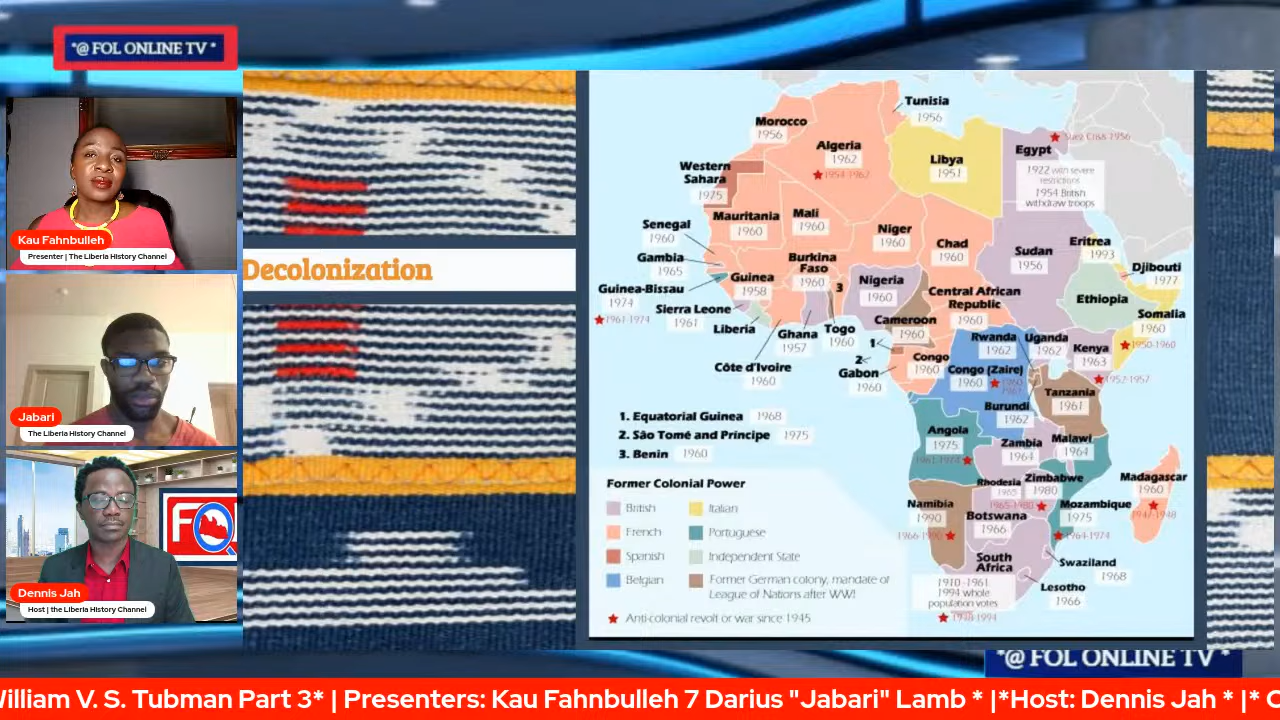 *@ FOL ONLINE TV *
Kau Fahnbulleh
Presenter | The Liberia History Channel
Jabari
The Liberia History Channel
Dennis Jah
Host | the Liberia History Channel
Decolonization
Tunisia
1956
Morocco
1956
Algeria
1962
1954-1962
Libya
1951
Suez Crisis 1956
Egypt
1922 with severe
restrictions
1954 British
withdraw troops
Western
Sahara
1975
Mauritania
1960
Mali
1960
Niger
1960
Chad
1960
Sudan
1956
Eritrea
1993
Djibouti
1977
Senegal
1960
Gambia
1965
Guinea-Bissau
1974
1961-1974
Guinea
1958
Burkina
Faso
1960
3
Nigeria
1960
Central African
Republic
1960
Ethiopia
Somalia
1960
1950-1960
Sierra Leone
1961
Liberia
Ghana
1957
Togo
1960
Cameroon
1960
1
2
Côte d'Ivoire
1960
Gabon
1960
Congo
1960
Rwanda
1962
Uganda
1962
Kenya
1963
1952-1957
Congo (Zaire)
1960
Burundi
1962
Tanzania
1961
1. Equatorial Guinea 1968
2. São Tomé and Príncipe 1975
3. Benin 1960
Angola
1975
Zambia
1964
Malawi
1964
Rhodesia
1965
Zimbabwe
1980
1965-1980
Mozambique
1975
1964-1974
Madagascar
1960
1947-1948
Namibia
1990
Botswana
1966
South
Africa
1910-1961
1994 whole
population votes
Swaziland
1968
Lesotho
1966
Former Colonial Power
British
French
Spanish
Belgian
Italian
Portuguese
Independent State
Former German colony, mandate of
League of Nations after WWI
Anti-colonial revolt or war since 1945
*@ FOL ONLINE TV *
William V. S. Tubman Part 3* | Presenters: Kau Fahnbulleh 7 Darius "Jabari" Lamb * |*Host: Dennis Jah * |*